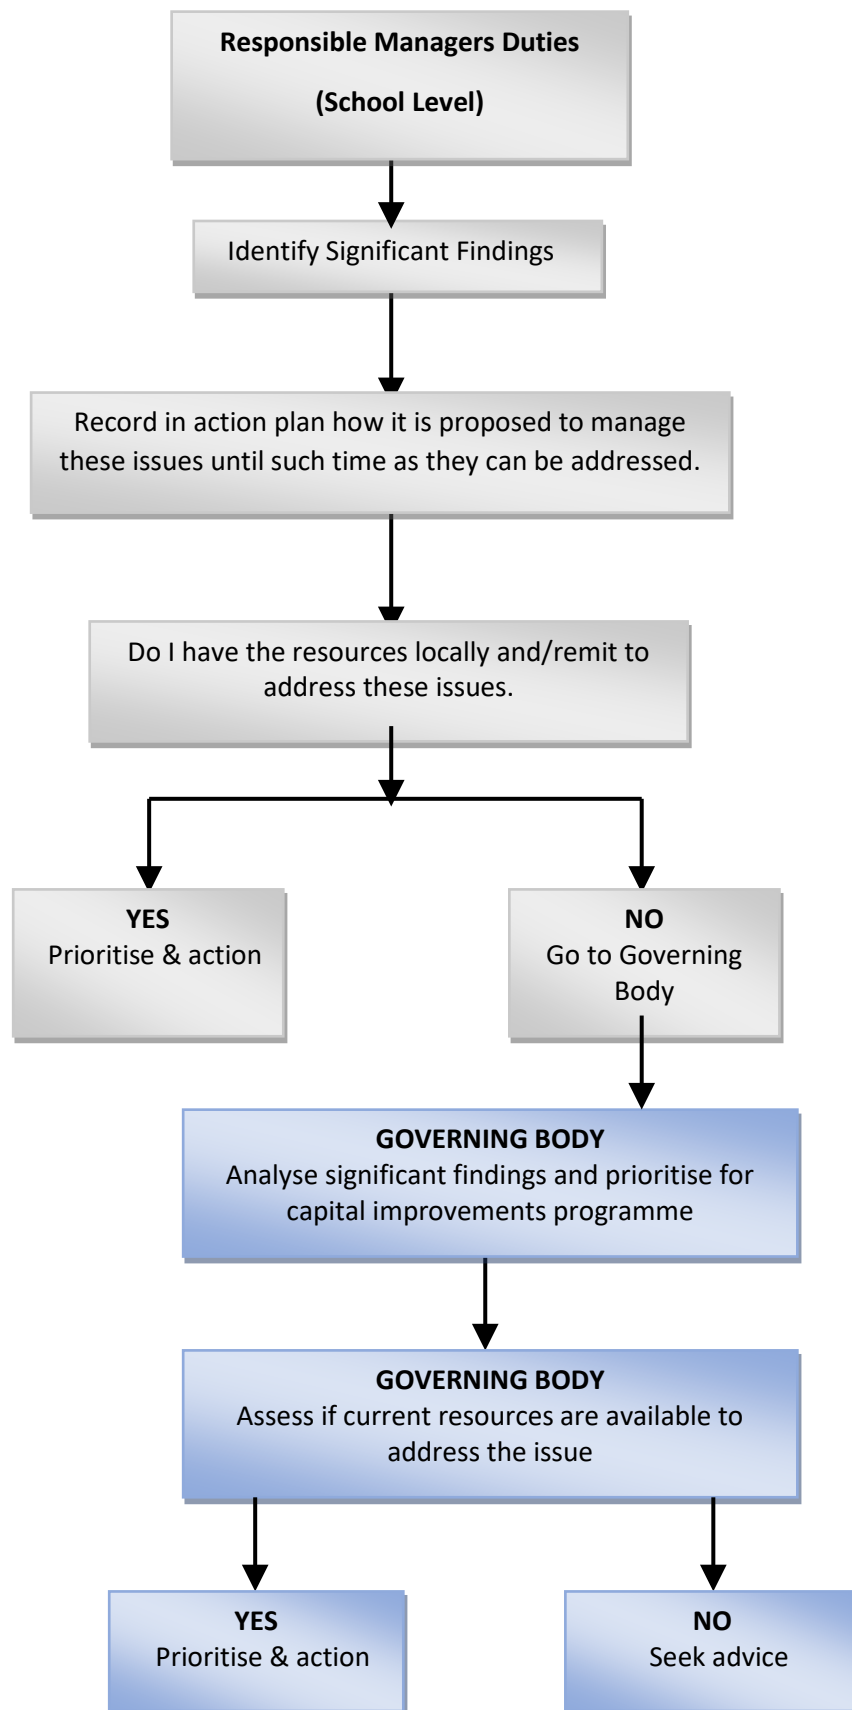 Responsible Managers Duties
(School Level)
Identify Significant Findings
Record in action plan how it is proposed to manage
these issues until such time as they can be addressed.
Do I have the resources locally and/remit to
address these issues.
YES
Prioritise & action
NO
Go to Governing
Body
GOVERNING BODY
Analyse significant findings and prioritise for
capital improvements programme
GOVERNING BODY
Assess if current resources are available to
address the issue
YES
Prioritise & action
NO
Seek advice